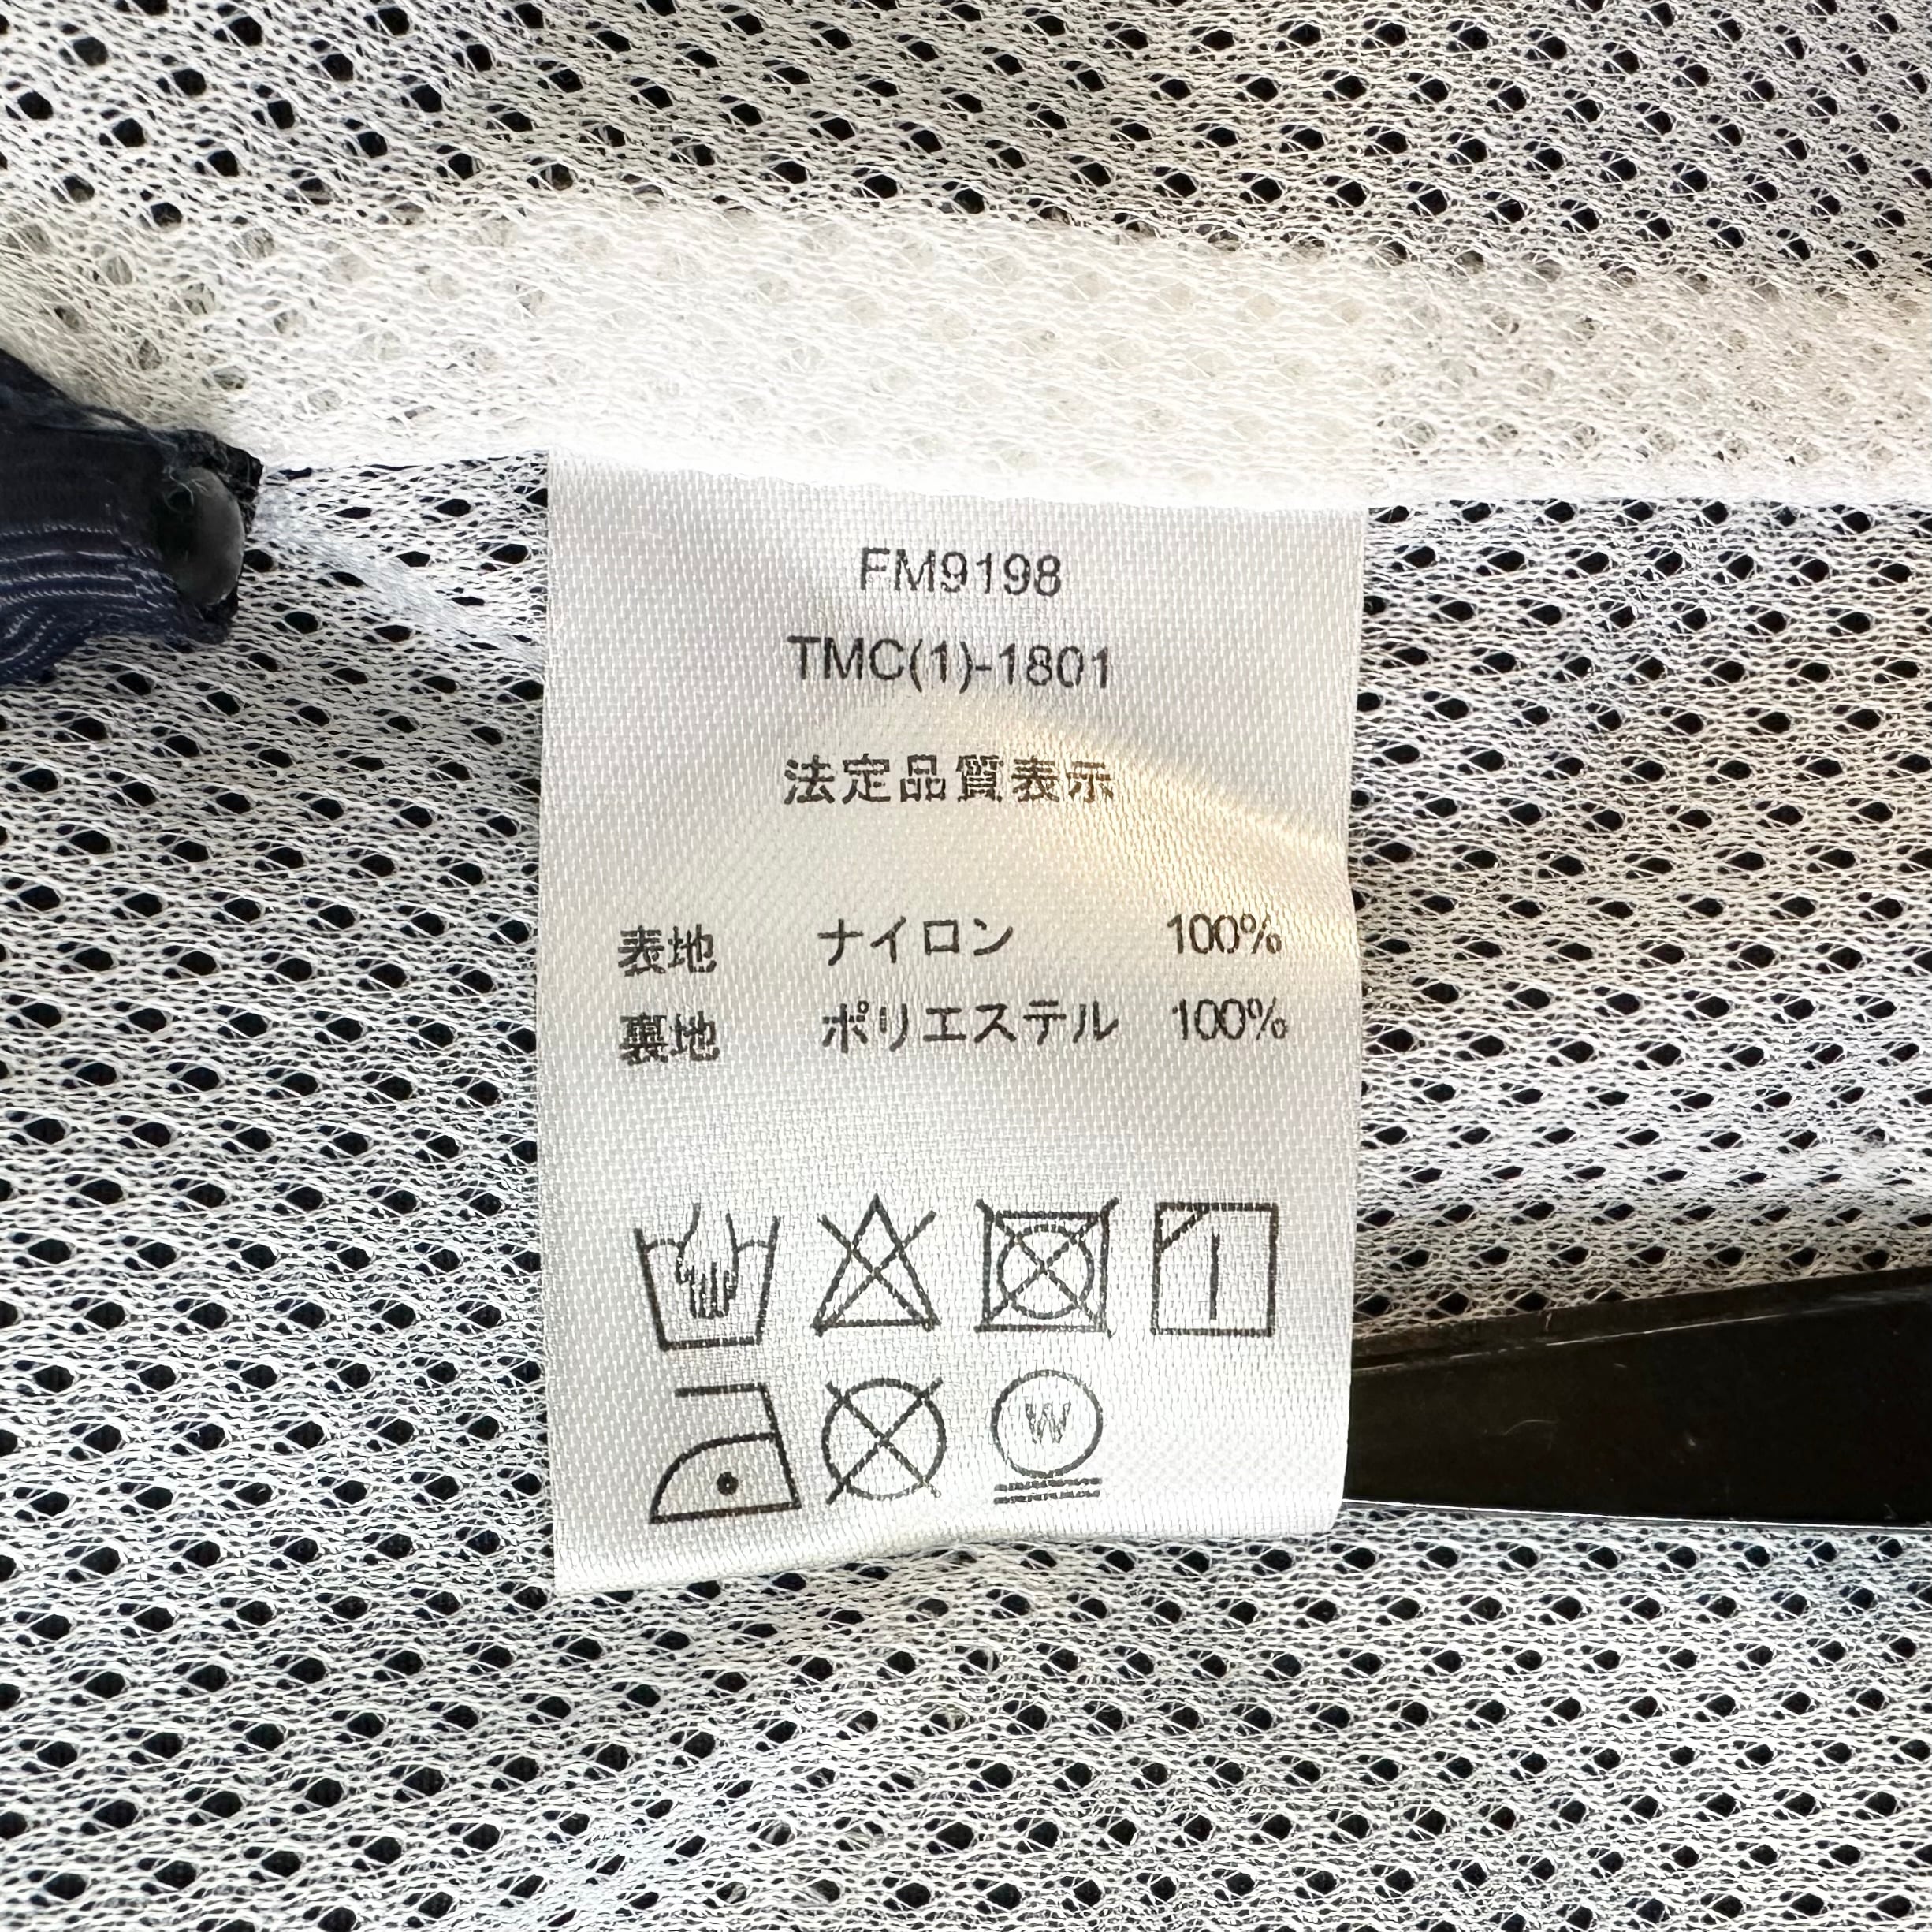 FM9198
TMC(1)-1801
法定品質表示
表地 ナイロン 100%
裏地 ポリエステル 100%
W